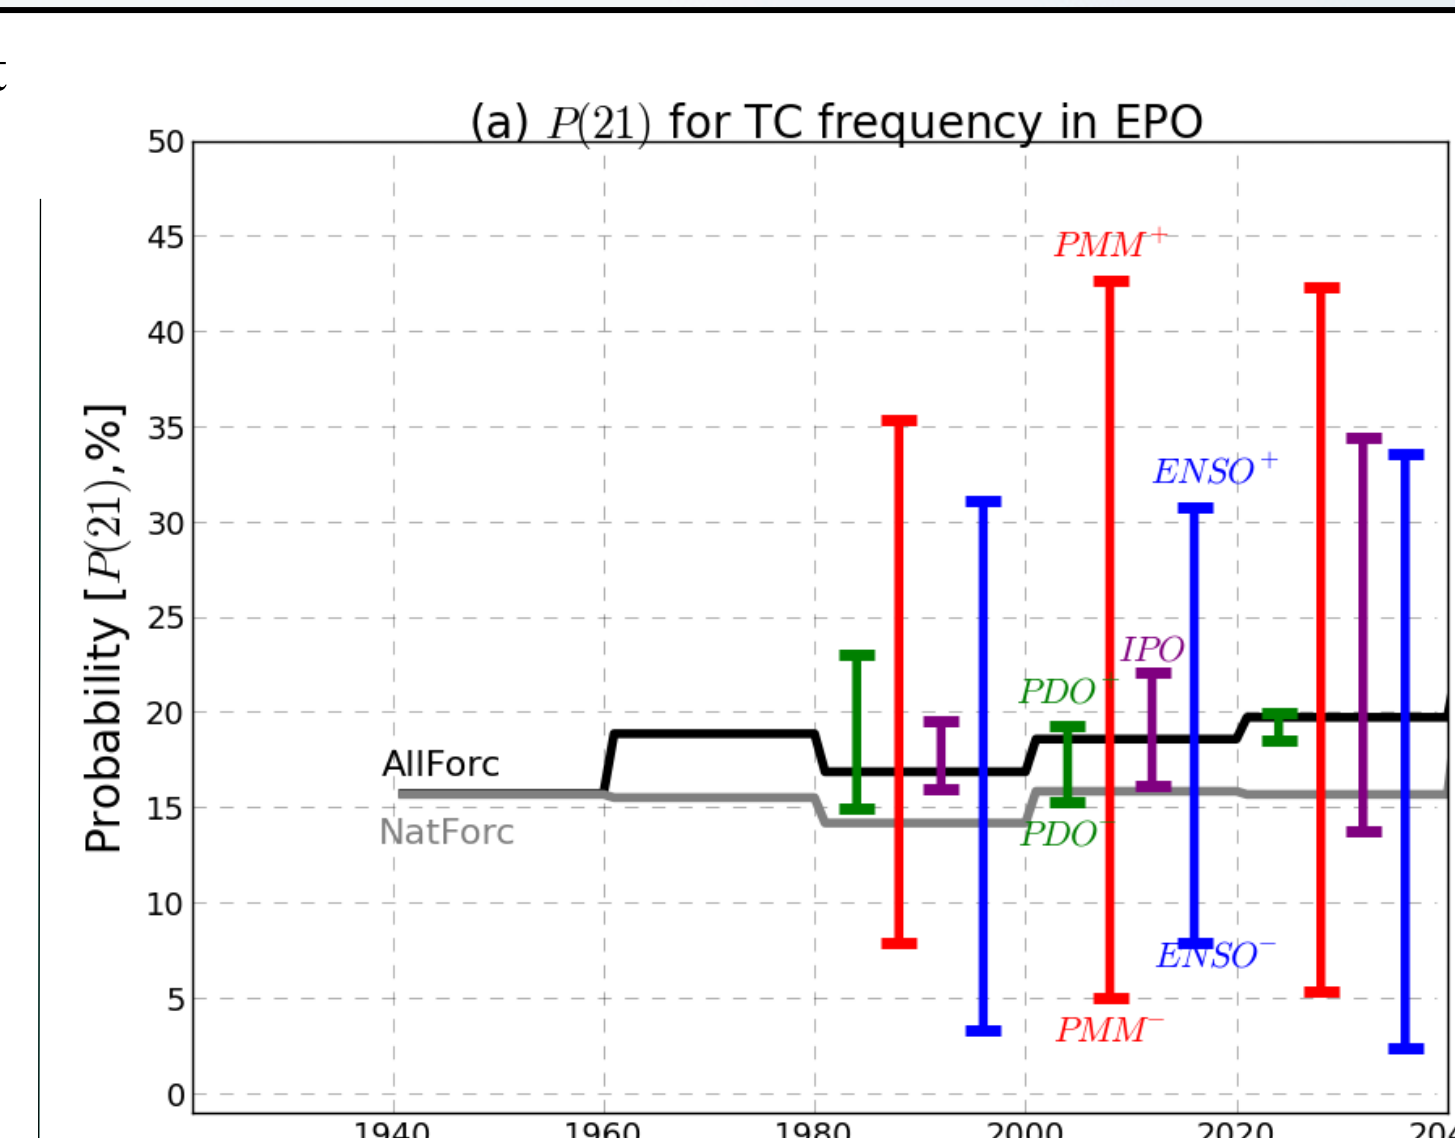 (a) P(21) for TC frequency in EPO
50
45
40
35
30
25
20
15
10
5
0
Probability [P(21),%]
PMM⁺
ENSO⁺
IPO
PDO⁺
AllForc
NatForc
PDO⁻
ENSO⁻
PMM⁻
1940 1960 1980 2000 2020